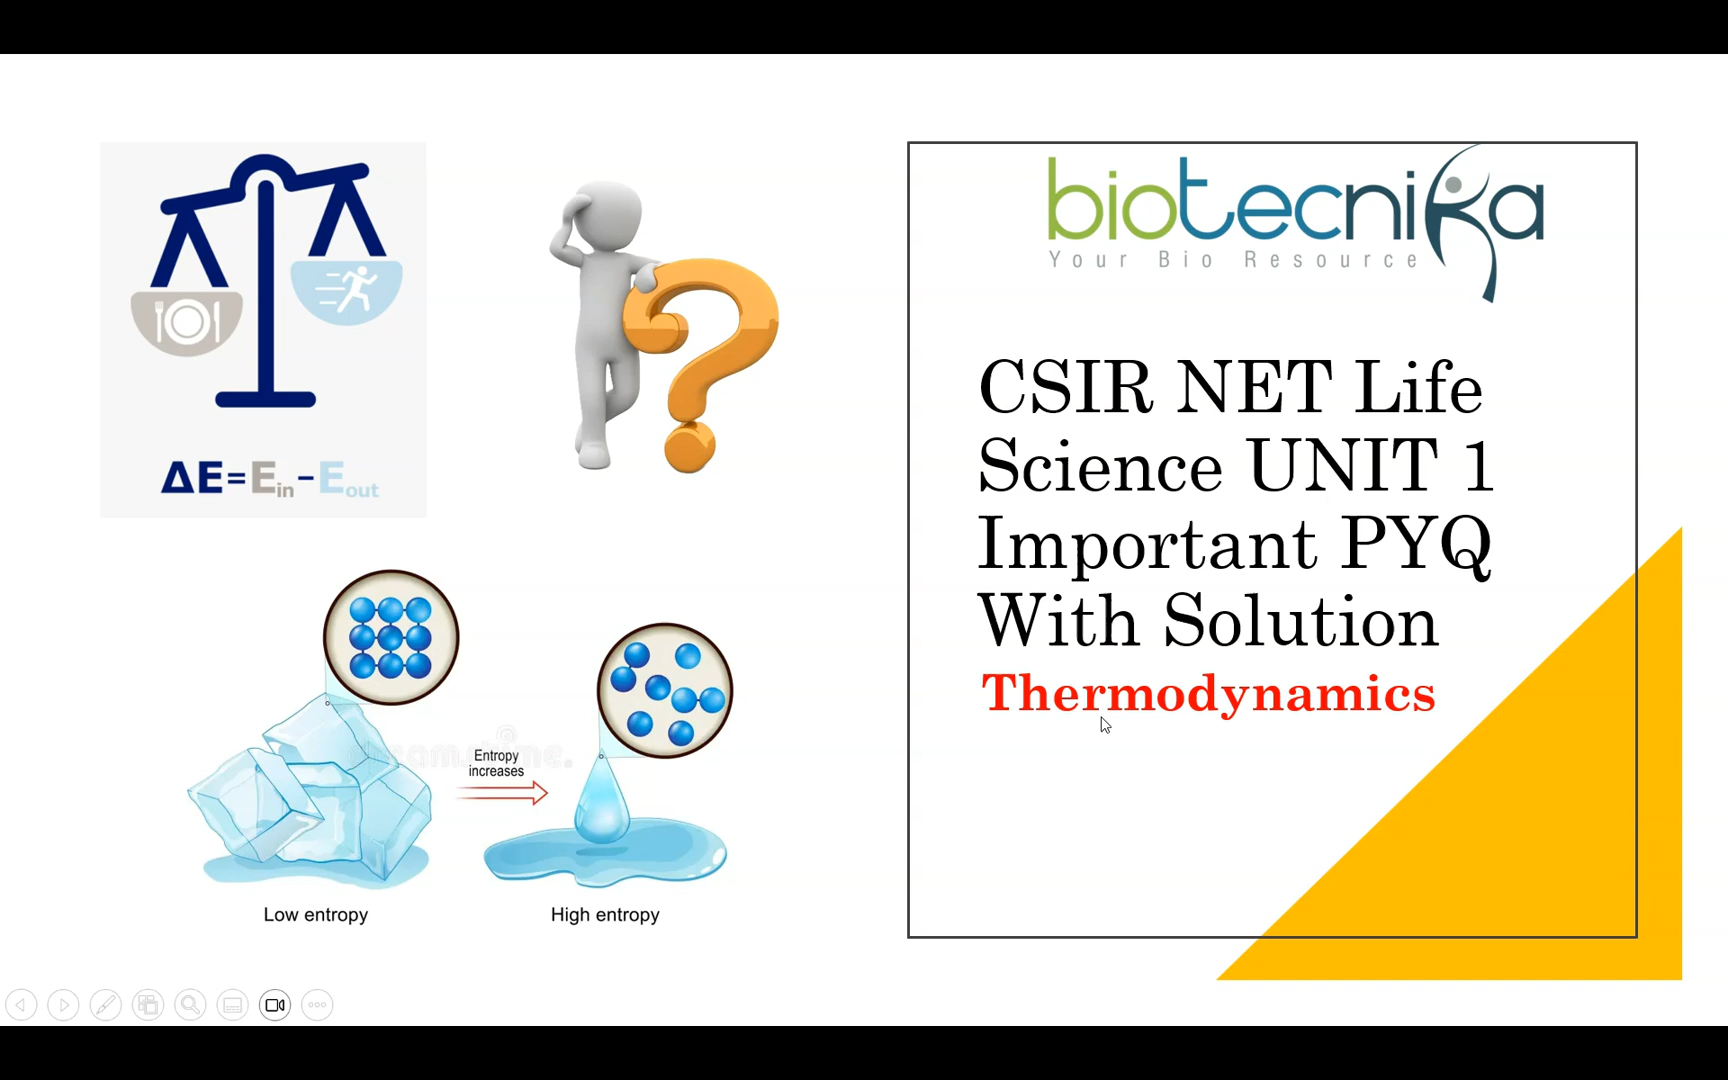 ΔE=Ein-Eout
biotecnika
Your Bio Resource
CSIR NET Life
Science UNIT 1
Important PYQ
With Solution
Thermodynamics
dreamstime.
Entropy
increases
Low entropy
High entropy